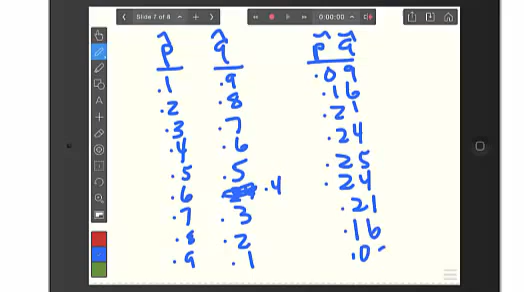 Slide 7 of 8
0:00:00
p̂ q̂ p̂ q̂
.1 .9 .09
.2 .8 .16
.3 .7 .21
.4 .6 .24
.5 .5 .25
.6 .4 .24
.7 .3 .21
.8 .2 .16
.9 .1 .0
A